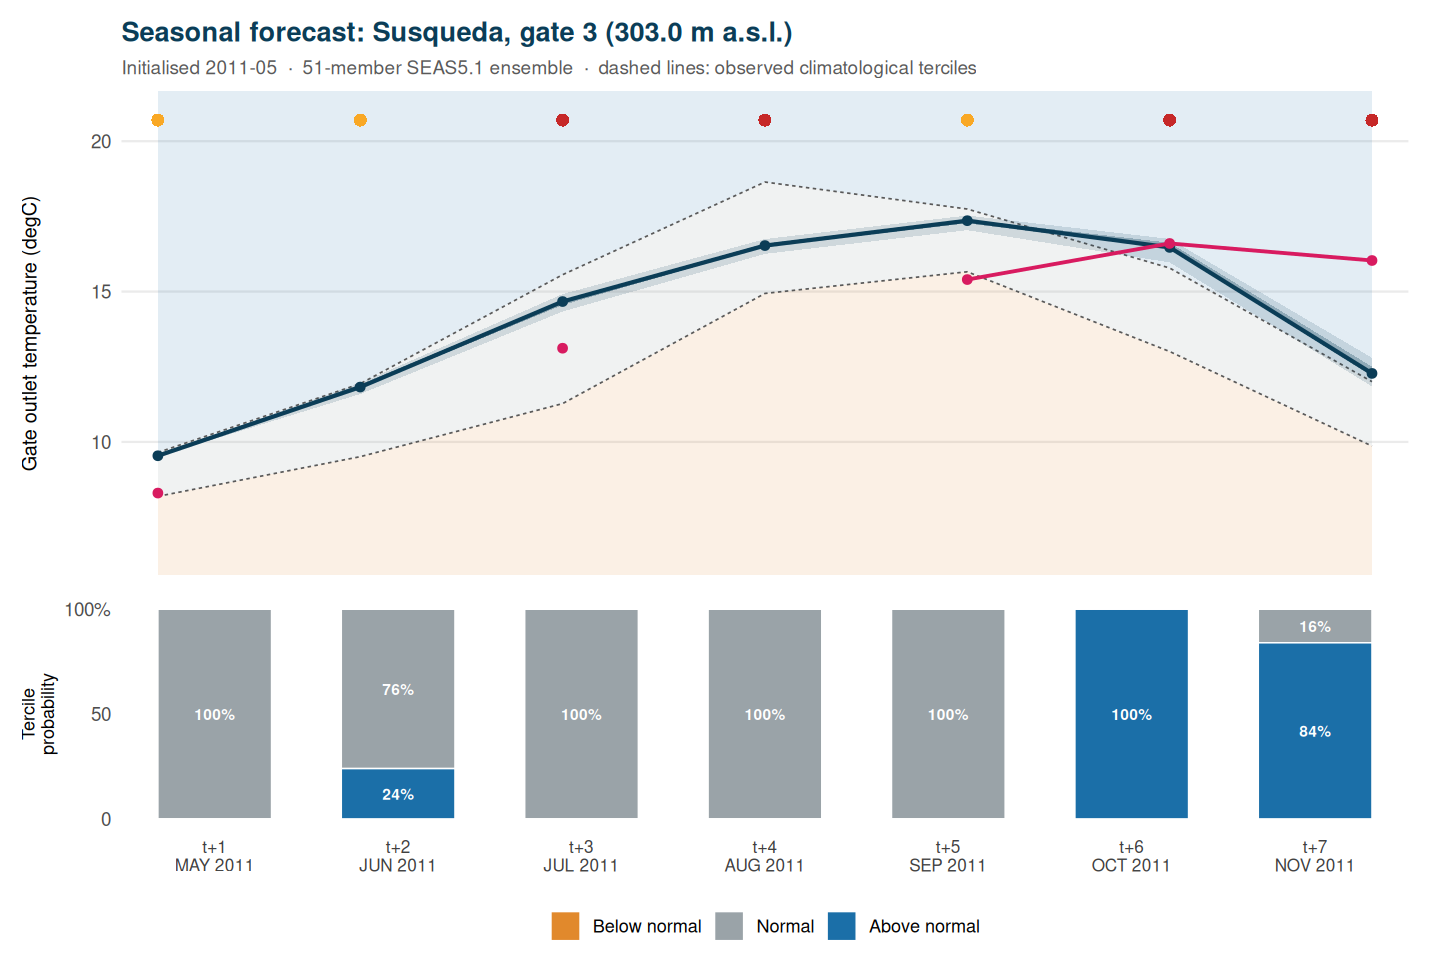 Seasonal forecast: Susqueda, gate 3 (303.0 m a.s.l.)
Initialised 2011-05 · 51-member SEAS5.1 ensemble · dashed lines: observed climatological terciles
Gate outlet temperature (degC)
20
15
10
Tercile
probability
100%
50
0
100%
76%
24%
100%
100%
100%
100%
16%
84%
t+1
MAY 2011
t+2
JUN 2011
t+3
JUL 2011
t+4
AUG 2011
t+5
SEP 2011
t+6
OCT 2011
t+7
NOV 2011
Below normal
Normal
Above normal